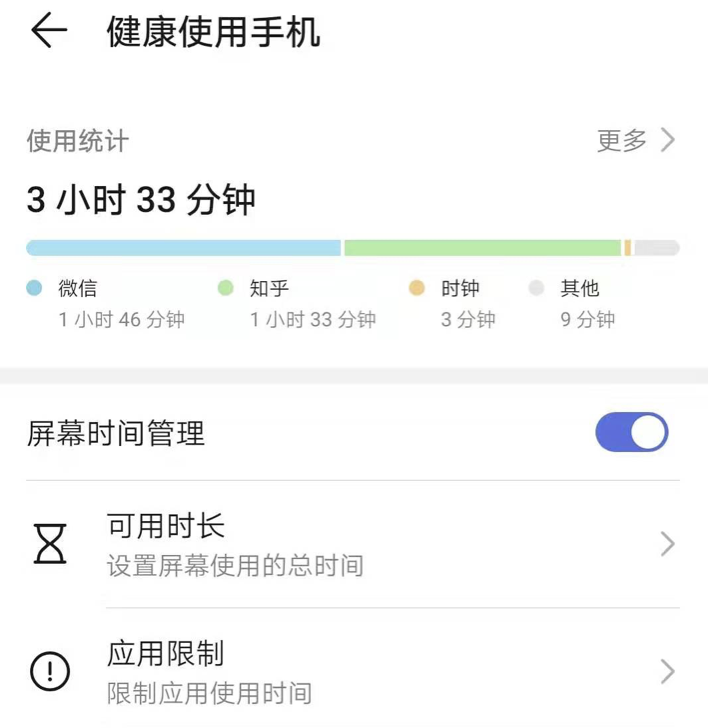 健康使用手机
使用统计
更多
3 小时 33 分钟
微信
知乎
时钟
其他
1 小时 46 分钟
1 小时 33 分钟
3 分钟
9 分钟
屏幕时间管理
可用时长
设置屏幕使用的总时间
应用限制
限制应用使用时间